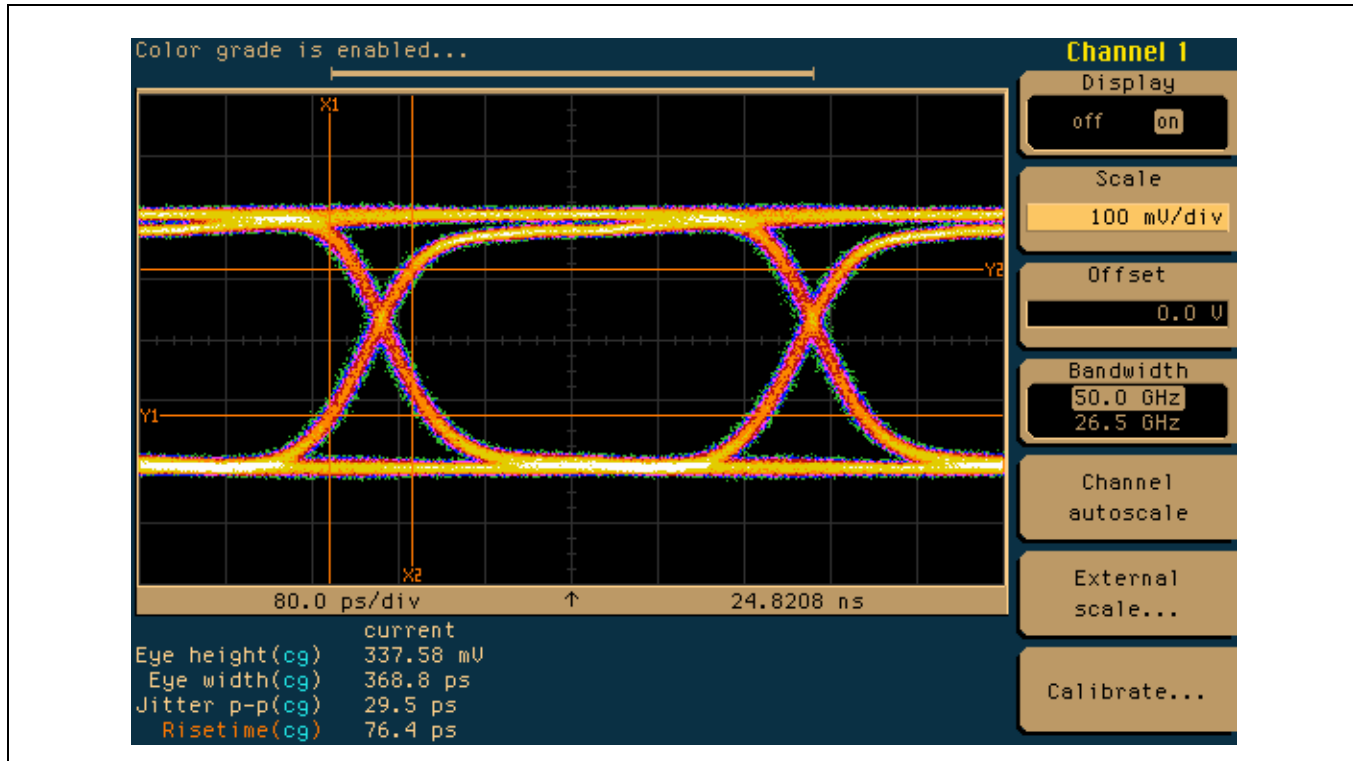 Color grade is enabled...
Channel 1
Display
off on
Scale
100 mV/div
Offset
0.0 V
Bandwidth
50.0 GHz
26.5 GHz
Channel
autoscale
External
scale...
Calibrate...
X1
Y2
Y1
X2
80.0 ps/div ↑ 24.8208 ns
current
Eye height(cg) 337.58 mV
Eye width(cg) 368.8 ps
Jitter p-p(cg) 29.5 ps
Risetime(cg) 76.4 ps